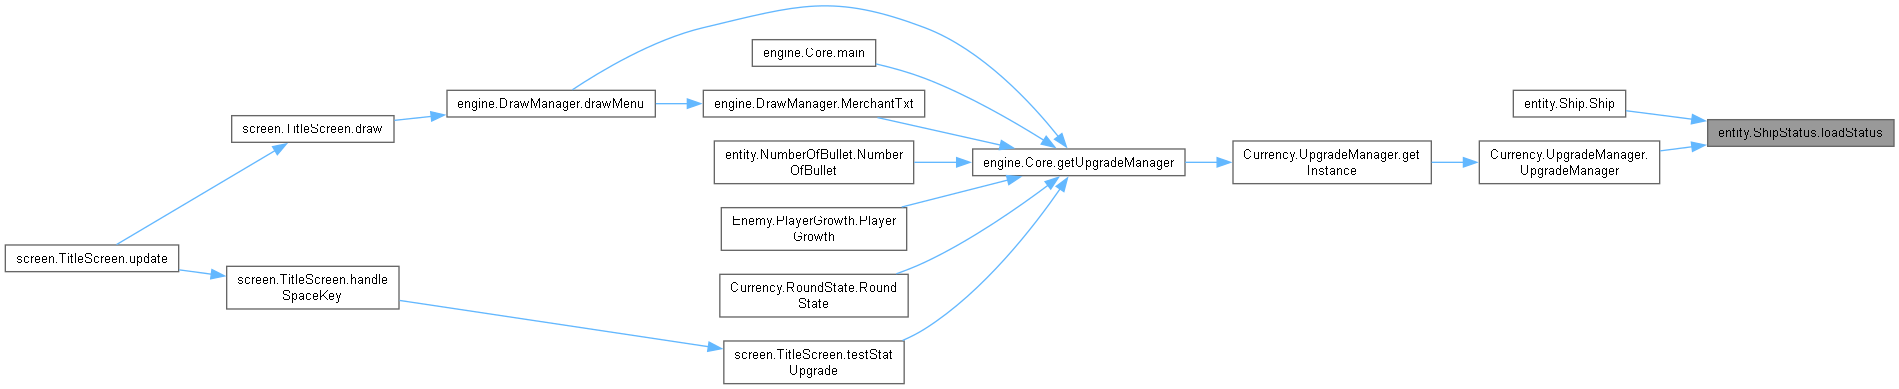 engine.Core.main
engine.DrawManager.drawMenu
engine.DrawManager.MerchantTxt
entity.Ship.Ship
screen.TitleScreen.draw
entity.ShipStatus.loadStatus
entity.NumberOfBullet.Number
OfBullet
engine.Core.getUpgradeManager
Currency.UpgradeManager.get
Instance
Currency.UpgradeManager.
UpgradeManager
Enemy.PlayerGrowth.Player
Growth
screen.TitleScreen.update
screen.TitleScreen.handle
SpaceKey
Currency.RoundState.Round
State
screen.TitleScreen.testStat
Upgrade